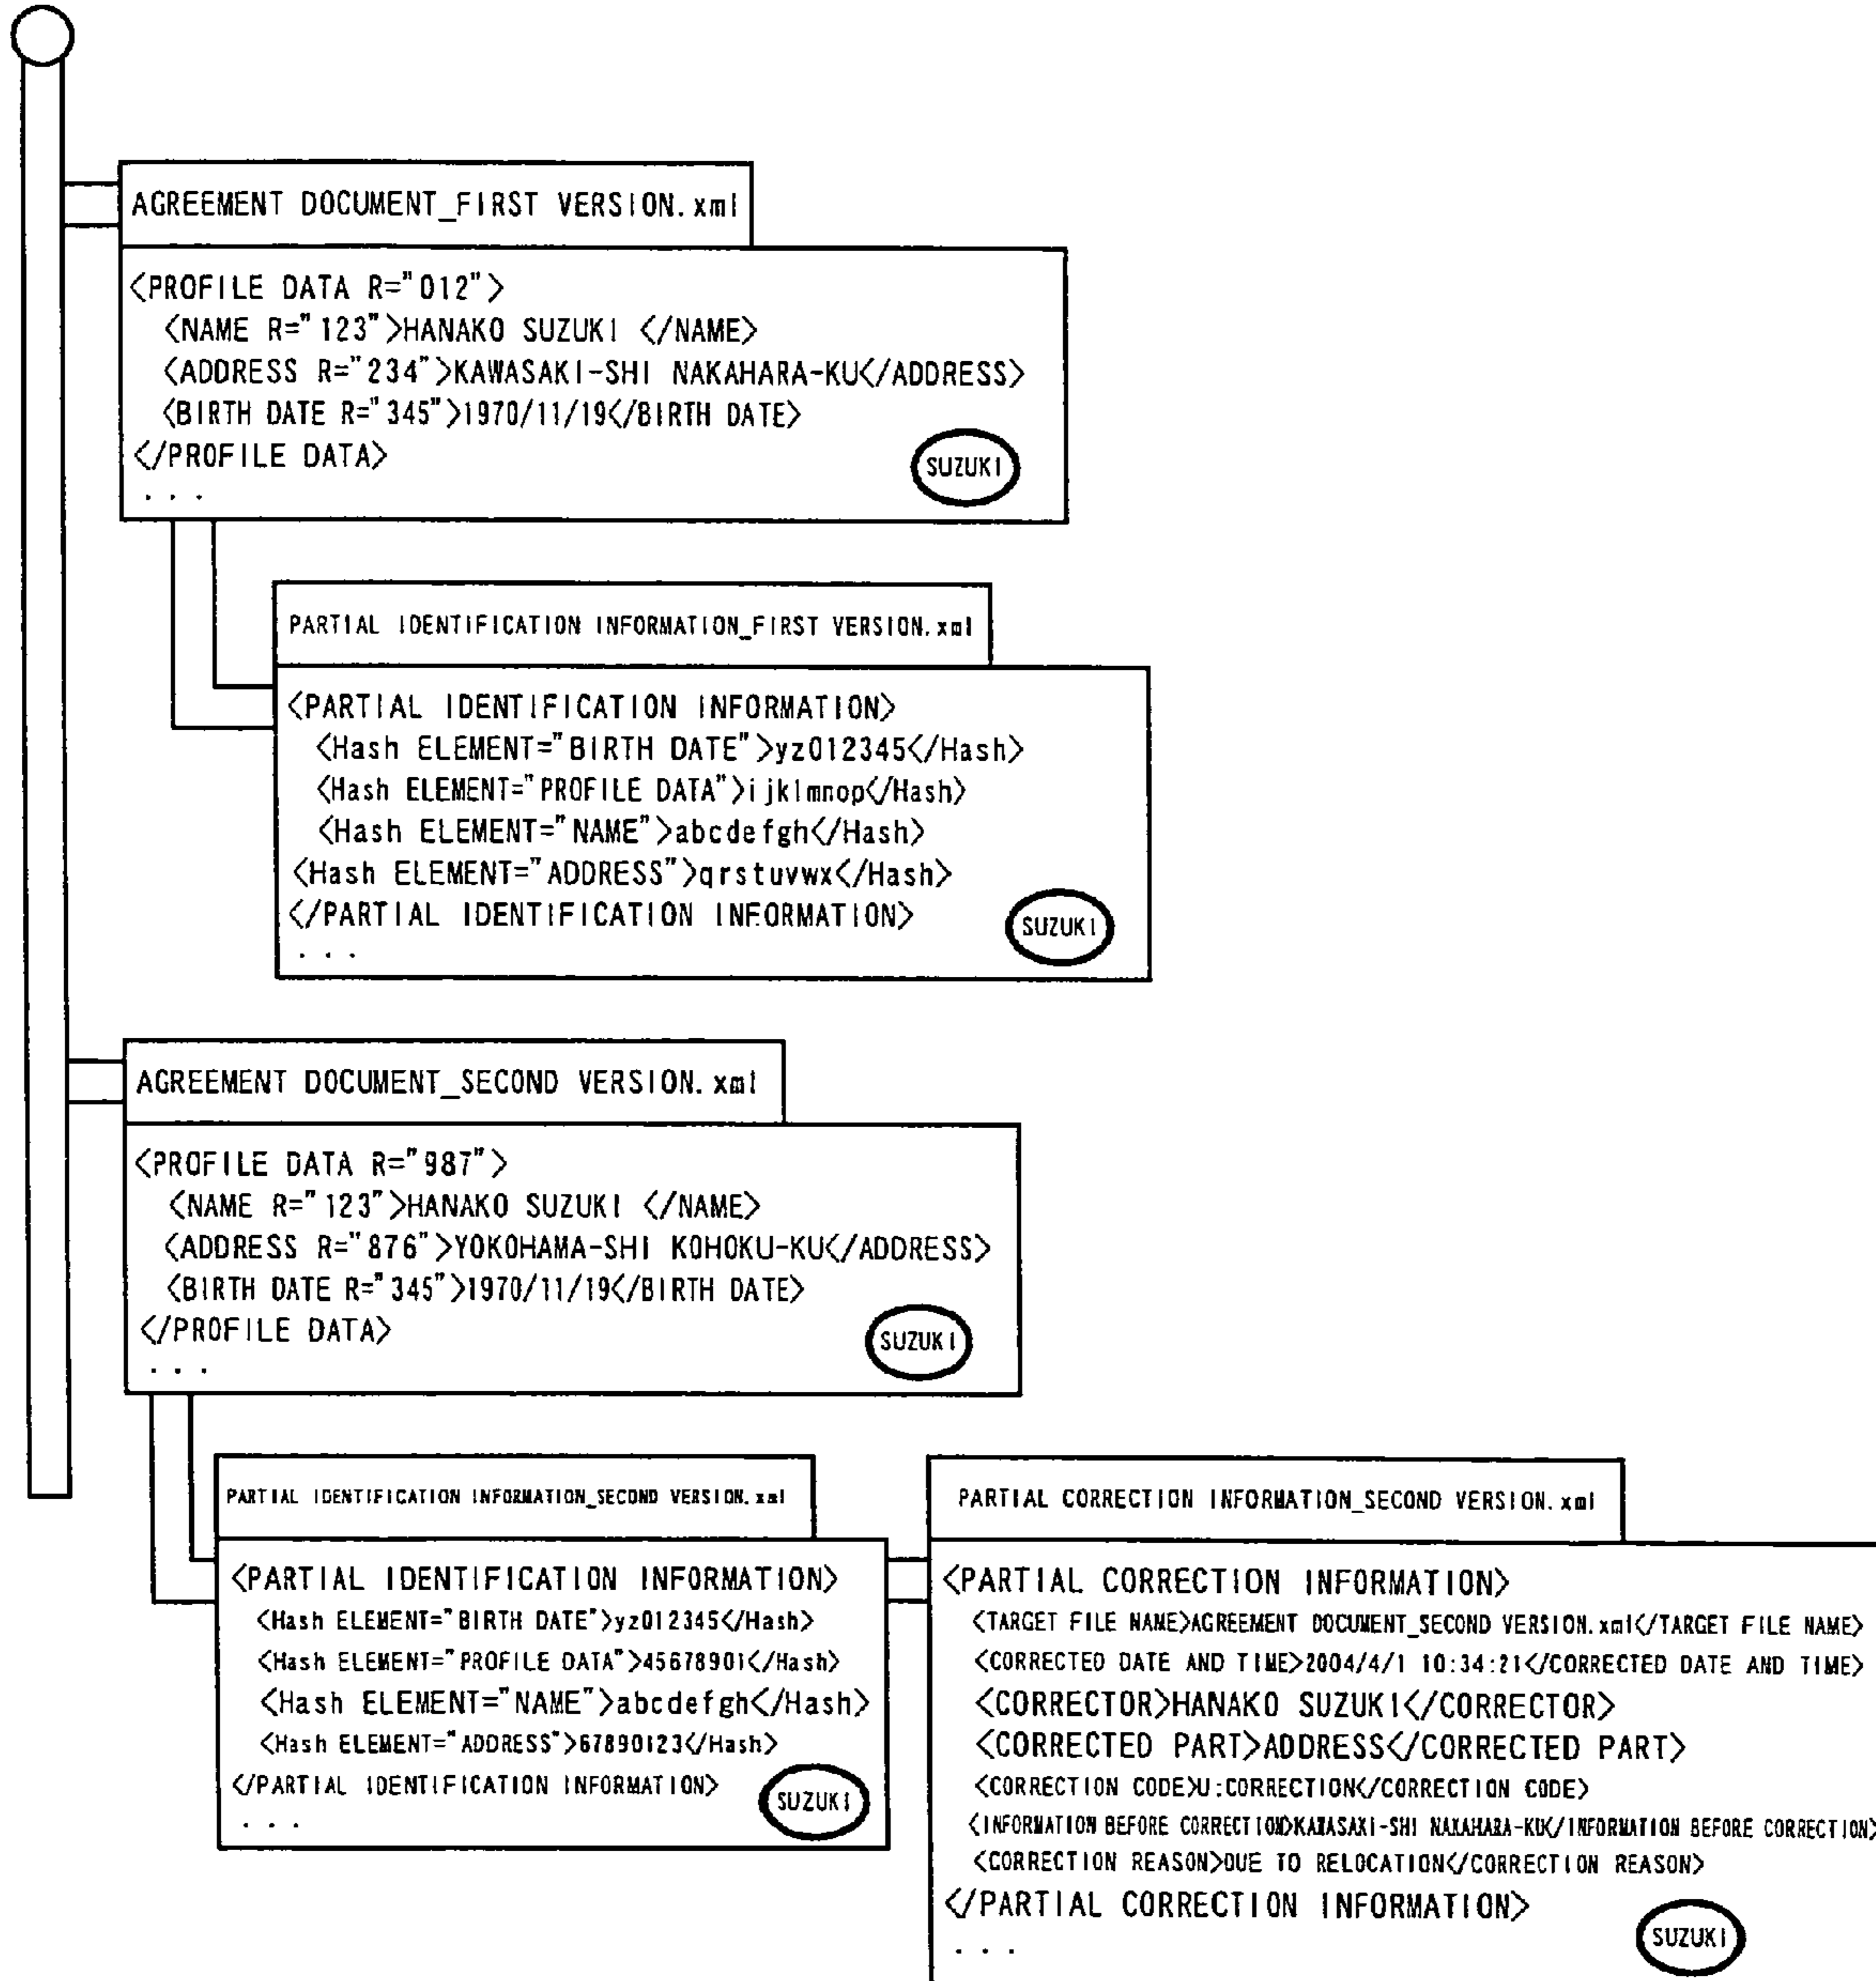 AGREEMENT DOCUMENT_FIRST VERSION.xml
<PROFILE DATA R="012">
<NAME R="123">HANAKO SUZUKI </NAME>
<ADDRESS R="234">KAWASAKI-SHI NAKAHARA-KU</ADDRESS>
<BIRTH DATE R="345">1970/11/19</BIRTH DATE>
</PROFILE DATA>
SUZUKI
. . .
PARTIAL IDENTIFICATION INFORMATION_FIRST VERSION.xml
<PARTIAL IDENTIFICATION INFORMATION>
<Hash ELEMENT="BIRTH DATE">yz012345</Hash>
<Hash ELEMENT="PROFILE DATA">ijklmnop</Hash>
<Hash ELEMENT="NAME">abcdefgh</Hash>
<Hash ELEMENT="ADDRESS">qrstuvwx</Hash>
</PARTIAL IDENTIFICATION INFORMATION>
SUZUKI
. . .
AGREEMENT DOCUMENT_SECOND VERSION.xml
<PROFILE DATA R="987">
<NAME R="123">HANAKO SUZUKI </NAME>
<ADDRESS R="876">YOKOHAMA-SHI KOHOKU-KU</ADDRESS>
<BIRTH DATE R="345">1970/11/19</BIRTH DATE>
</PROFILE DATA>
SUZUKI
. . .
PARTIAL IDENTIFICATION INFORMATION_SECOND VERSION.xml
<PARTIAL IDENTIFICATION INFORMATION>
<Hash ELEMENT="BIRTH DATE">yz012345</Hash>
<Hash ELEMENT="PROFILE DATA">45678901</Hash>
<Hash ELEMENT="NAME">abcdefgh</Hash>
<Hash ELEMENT="ADDRESS">67890123</Hash>
</PARTIAL IDENTIFICATION INFORMATION>
SUZUKI
. . .
PARTIAL CORRECTION INFORMATION_SECOND VERSION.xml
<PARTIAL CORRECTION INFORMATION>
<TARGET FILE NAME>AGREEMENT DOCUMENT_SECOND VERSION.xml</TARGET FILE NAME>
<CORRECTED DATE AND TIME>2004/4/1 10:34:21</CORRECTED DATE AND TIME>
<CORRECTOR>HANAKO SUZUKI</CORRECTOR>
<CORRECTED PART>ADDRESS</CORRECTED PART>
<CORRECTION CODE>U:CORRECTION</CORRECTION CODE>
<INFORMATION BEFORE CORRECTION>KAWASAKI-SHI NAKAHARA-KU</INFORMATION BEFORE CORRECTION>
<CORRECTION REASON>DUE TO RELOCATION</CORRECTION REASON>
</PARTIAL CORRECTION INFORMATION>
SUZUKI
. . .